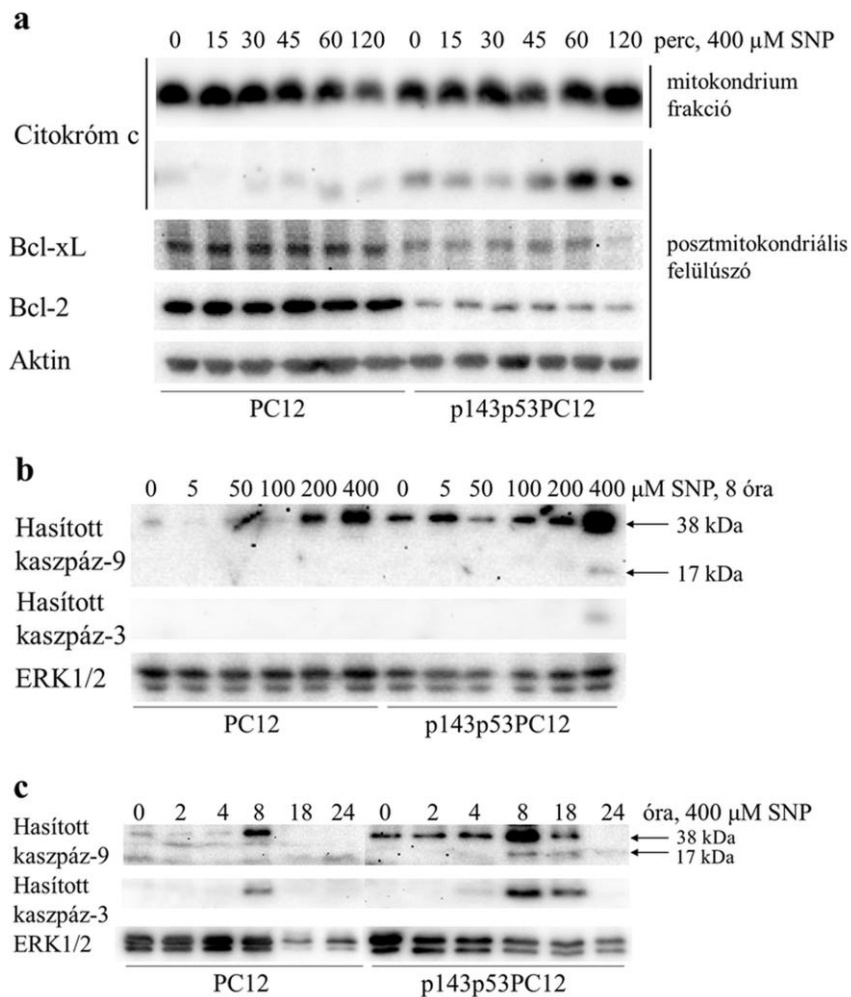 a
0 15 30 45 60 120 0 15 30 45 60 120 perc, 400 µM SNP
mitokondrium
frakció
Citokróm c
Bcl-xL
posztmitokondriális
felülúszó
Bcl-2
Aktin
PC12 p143p53PC12
b
0 5 50 100 200 400 0 5 50 100 200 400 µM SNP, 8 óra
Hasított
kaszpáz-9
38 kDa
17 kDa
Hasított
kaszpáz-3
ERK1/2
PC12 p143p53PC12
c
0 2 4 8 18 24 0 2 4 8 18 24 óra, 400 µM SNP
Hasított
kaszpáz-9
38 kDa
17 kDa
Hasított
kaszpáz-3
ERK1/2
PC12 p143p53PC12